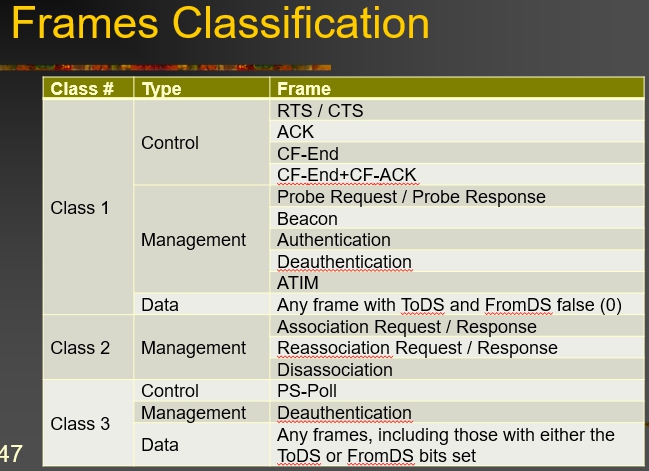 Frames Classification
Class # Type Frame
Class 1
Control
RTS / CTS
ACK
CF-End
CF-End+CF-ACK
Management
Probe Request / Probe Response
Beacon
Authentication
Deauthentication
ATIM
Data
Any frame with ToDS and FromDS false (0)
Class 2
Management
Association Request / Response
Reassociation Request / Response
Disassociation
Class 3
Control
PS-Poll
Management
Deauthentication
Data
Any frames, including those with either the
ToDS or FromDS bits set
47